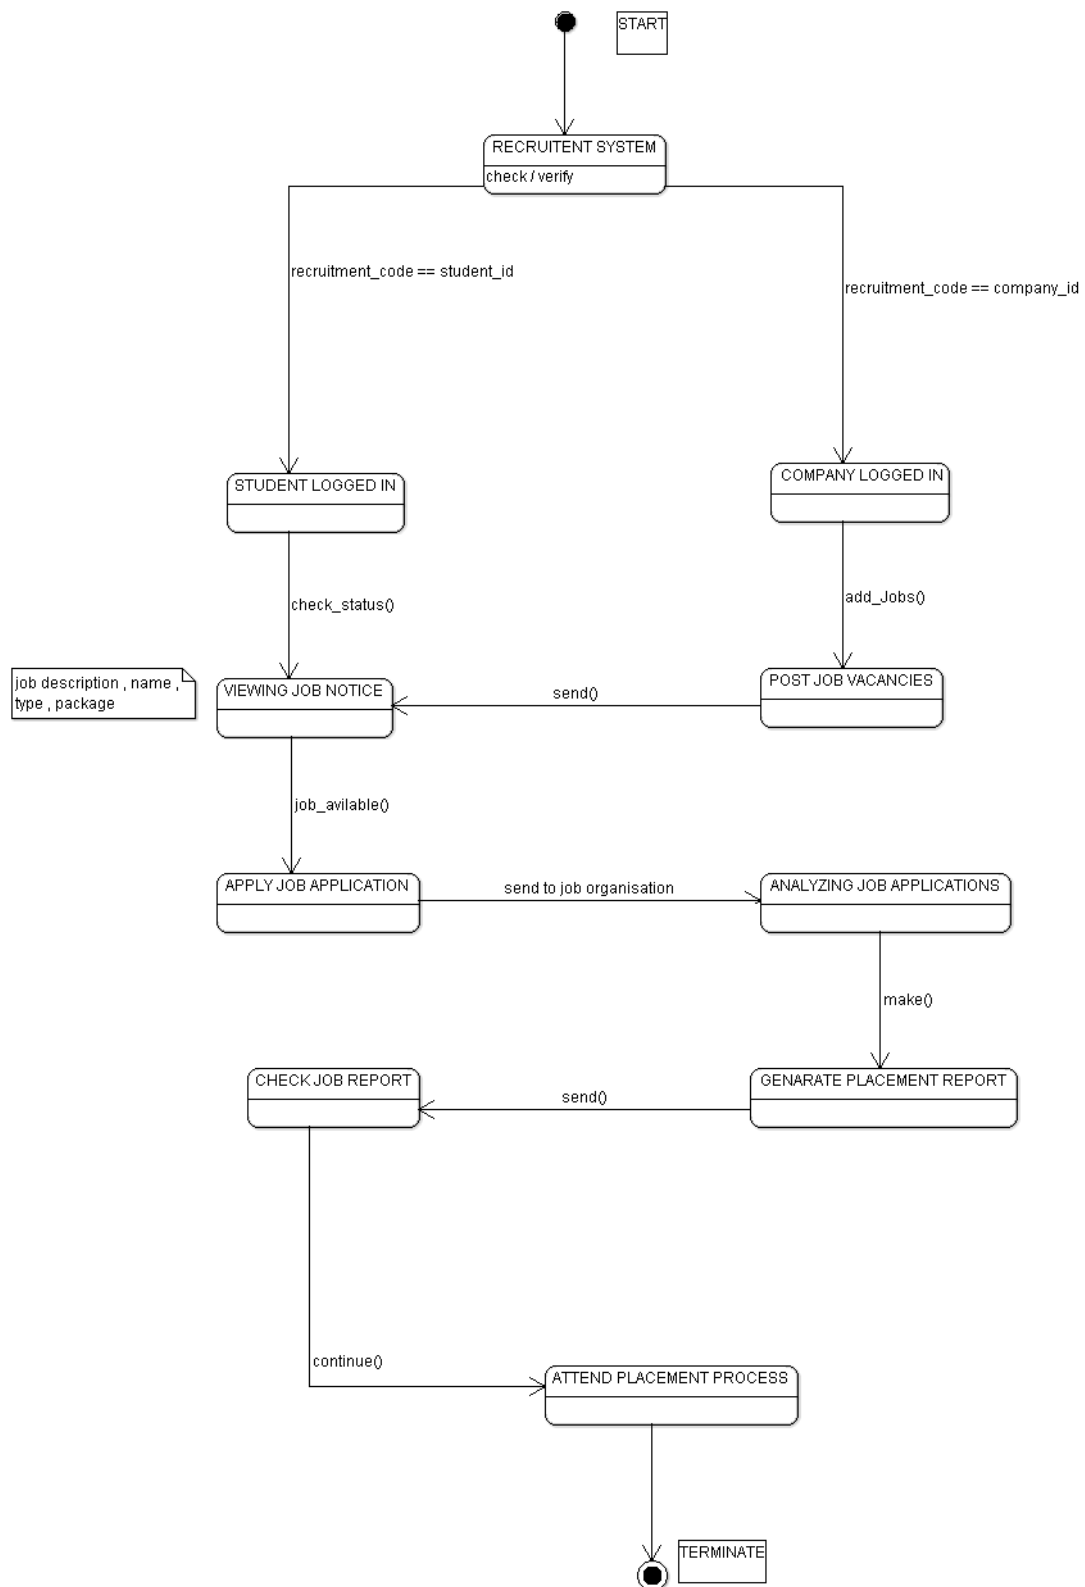 START
RECRUITENT SYSTEM
check / verify
recruitment_code == student_id
recruitment_code == company_id
STUDENT LOGGED IN
COMPANY LOGGED IN
check_status()
add_Jobs()
job description , name ,
type , package
VIEWING JOB NOTICE
send()
POST JOB VACANCIES
job_avilable()
APPLY JOB APPLICATION
send to job organisation
ANALYZING JOB APPLICATIONS
make()
CHECK JOB REPORT
send()
GENARATE PLACEMENT REPORT
continue()
ATTEND PLACEMENT PROCESS
TERMINATE